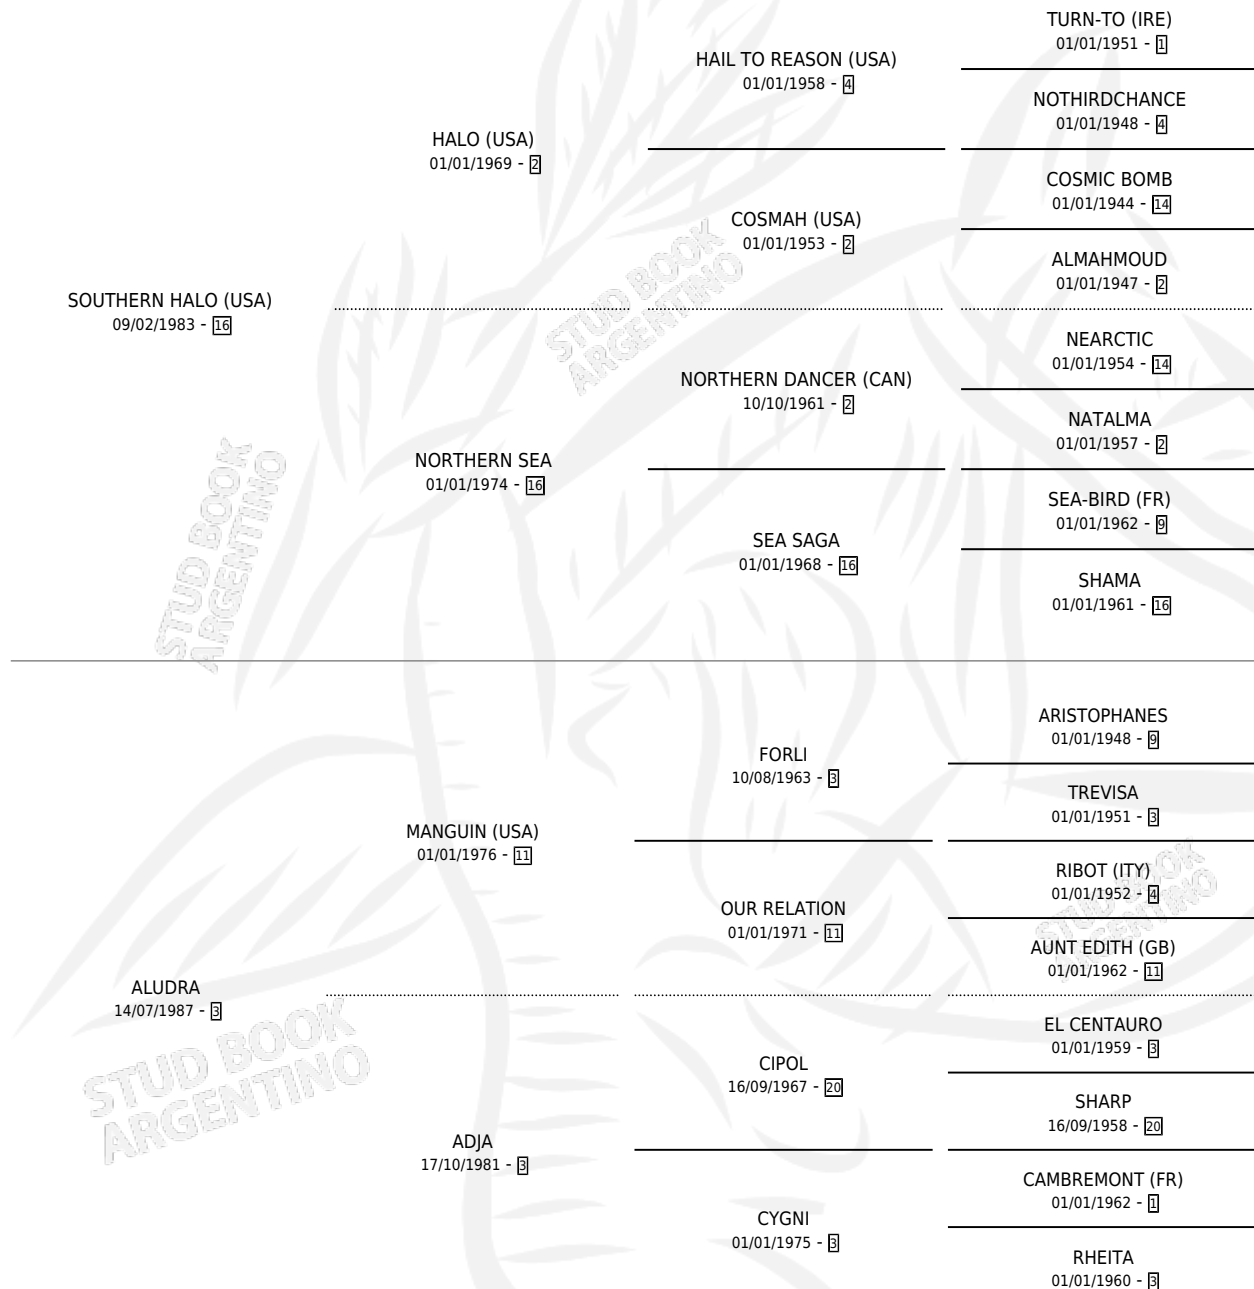 TURN-TO (IRE)
01/01/1951 - 1
HAIL TO REASON (USA)
01/01/1958 - 4
NOTHIRDCHANCE
01/01/1948 - 4
HALO (USA)
01/01/1969 - 2
COSMIC BOMB
01/01/1944 - 14
COSMAH (USA)
01/01/1953 - 2
ALMAHMOUD
01/01/1947 - 2
SOUTHERN HALO (USA)
09/02/1983 - 16
NEARCTIC
01/01/1954 - 14
NORTHERN DANCER (CAN)
10/10/1961 - 2
NATALMA
01/01/1957 - 2
NORTHERN SEA
01/01/1974 - 16
SEA-BIRD (FR)
01/01/1962 - 9
SEA SAGA
01/01/1968 - 16
SHAMA
01/01/1961 - 16
ARISTOPHANES
01/01/1948 - 9
FORLI
10/08/1963 - 3
TREVISA
01/01/1951 - 3
MANGUIN (USA)
01/01/1976 - 11
RIBOT (ITY)
01/01/1952 - 4
OUR RELATION
01/01/1971 - 11
AUNT EDITH (GB)
01/01/1962 - 11
ALUDRA
14/07/1987 - 3
EL CENTAURO
01/01/1959 - 3
CIPOL
16/09/1967 - 20
SHARP
16/09/1958 - 20
ADJA
17/10/1981 - 3
CAMBREMONT (FR)
01/01/1962 - 1
CYGNI
01/01/1975 - 3
RHEITA
01/01/1960 - 3
STUD BOOK
ARGENTINO
STUD BOOK
ARGENTINO
STUD BOOK
ARGENTINO
STUD BOOK
ARGENTINO